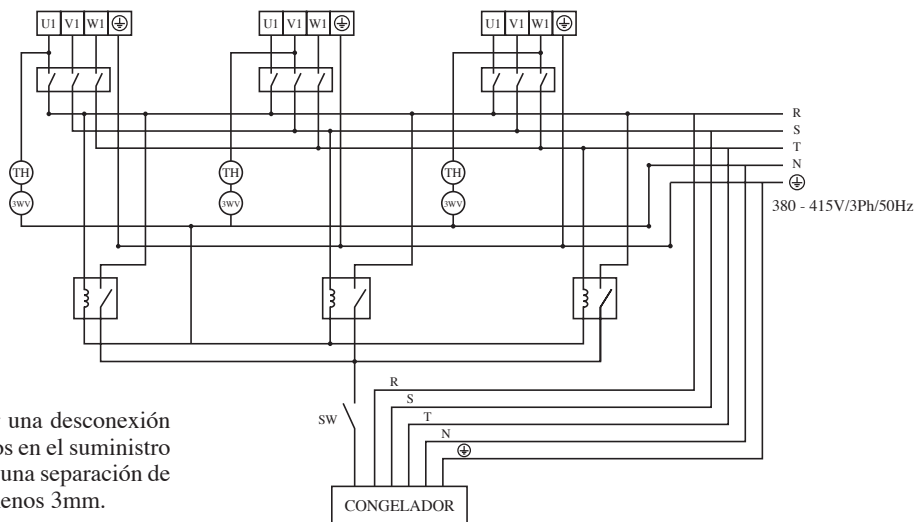 U1 V1 W1
U1 V1 W1
U1 V1 W1
R
S
T
N
380 - 415V/3Ph/50Hz
TH
TH
TH
3WV
3WV
3WV
R
S
T
N
SW
CONGELADOR
una desconexión
os en el suministro
una separación de
enos 3mm.